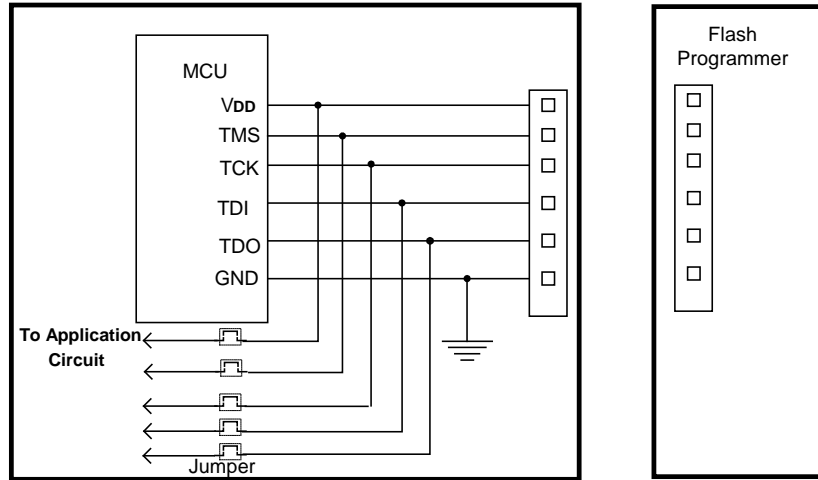 MCU
VDD
TMS
TCK
TDI
TDO
GND
To Application
Circuit
Jumper
Flash
Programmer